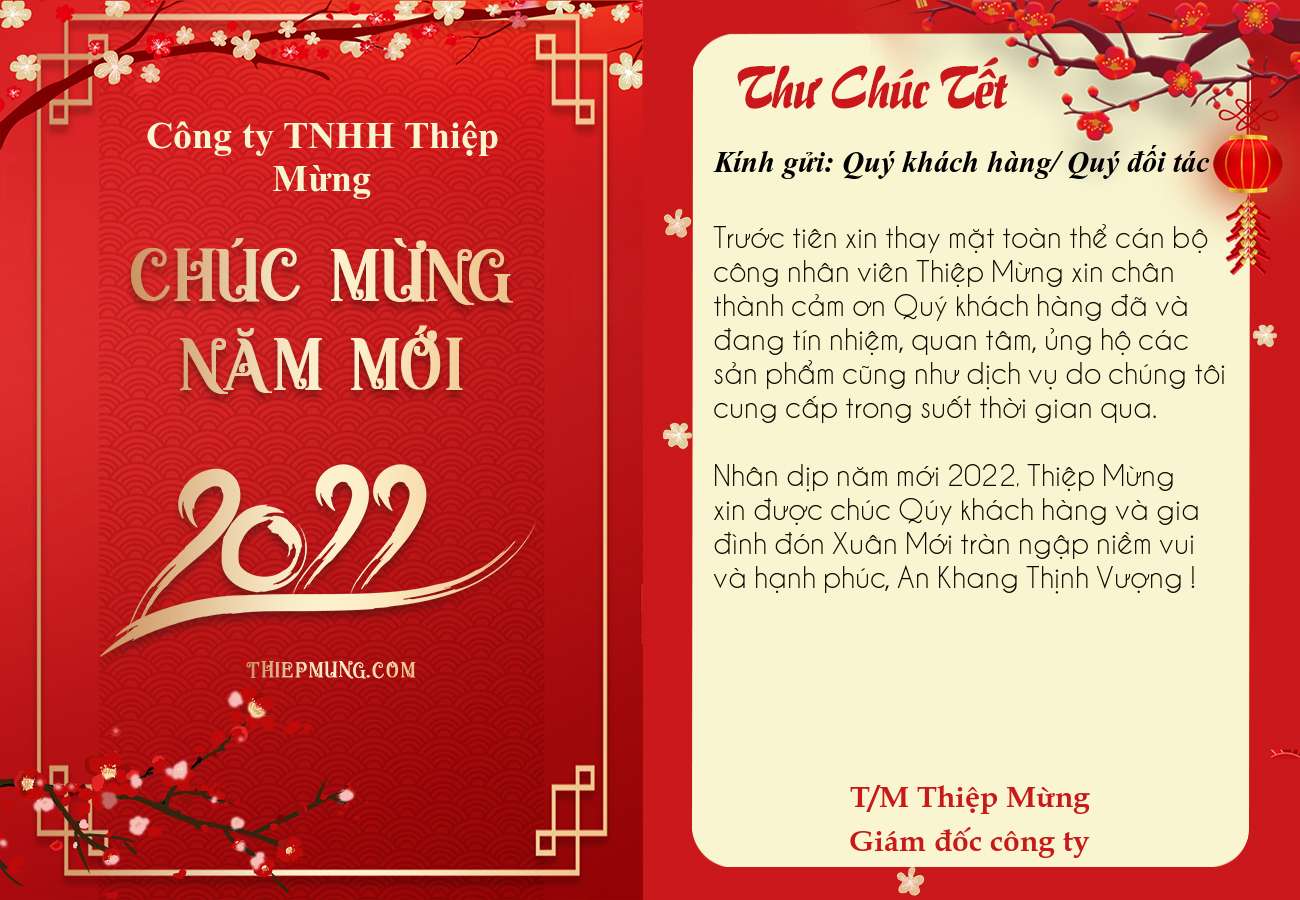 Công ty TNHH Thiệp
Mừng
CHÚC MỪNG
NĂM MỚI
2022
THIEPMUNG.COM
Thư Chúc Tết
Kính gửi: Quý khách hàng/ Quý đối tác
Trước tiên xin thay mặt toàn thể cán bộ
công nhân viên Thiệp Mừng xin chân
thành cảm ơn Quý khách hàng đã và
đang tín nhiệm, quan tâm, ủng hộ các
sản phẩm cũng như dịch vụ do chúng tôi
cung cấp trong suốt thời gian qua.
Nhân dịp năm mới 2022, Thiệp Mừng
xin được chúc Qúy khách hàng và gia
đình đón Xuân Mới tràn ngập niềm vui
và hạnh phúc, An Khang Thịnh Vượng !
T/M Thiệp Mừng
Giám đốc công ty